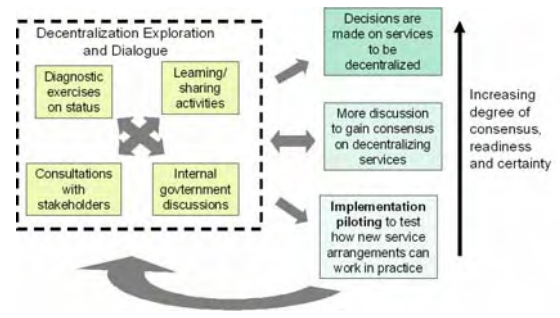 Decentralization Exploration
and Dialogue
Diagnostic
exercises
on status
Learning/
sharing
activities
Consultations
with
stakeholders
Internal
govternment
discussions
Decisions are
made on services
to be
decentralized
More discussion
to gain consensus
on decentralizing
services
Implementation
piloting to test
how new service
arrangements can
work in practice
Increasing
degree of
consensus,
readiness
and certainty